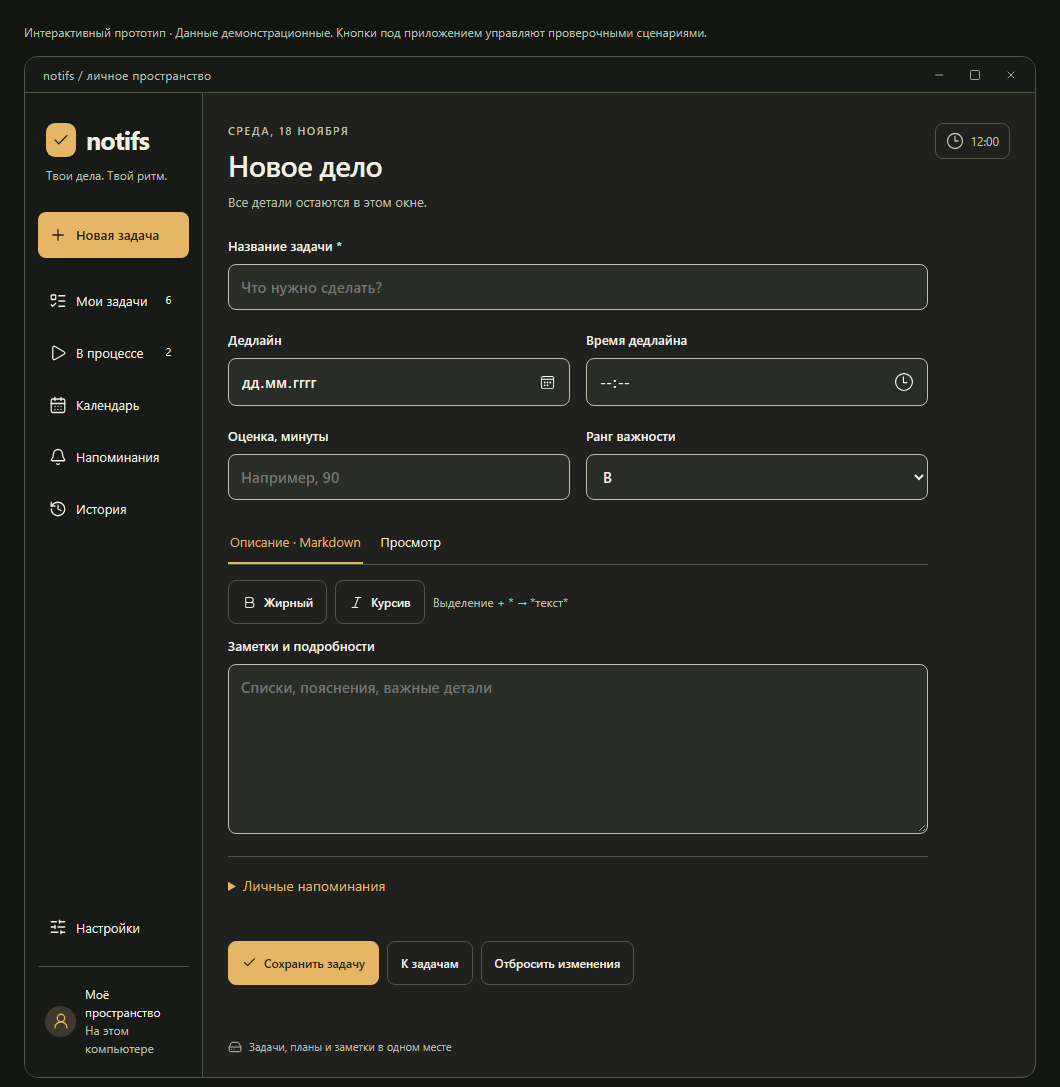 Интерактивный прототип · Данные демонстрационные. Кнопки под приложением управляют проверочными сценариями.
notifs / личное пространство
notifs
Твои дела. Твой ритм.
Новая задача
Мои задачи 6
В процессе 2
Календарь
Напоминания
История
Настройки
Моё
пространство
На этом
компьютере
СРЕДА, 18 НОЯБРЯ
12:00
Новое дело
Все детали остаются в этом окне.
Название задачи *
Что нужно сделать?
Дедлайн
Время дедлайна
дд.мм.гггг
--:--
Оценка, минуты
Ранг важности
Например, 90
B
Описание · Markdown
Просмотр
B Жирный
I Курсив
Выделение + * → *текст*
Заметки и подробности
Списки, пояснения, важные детали
Личные напоминания
Сохранить задачу
К задачам
Отбросить изменения
Задачи, планы и заметки в одном месте